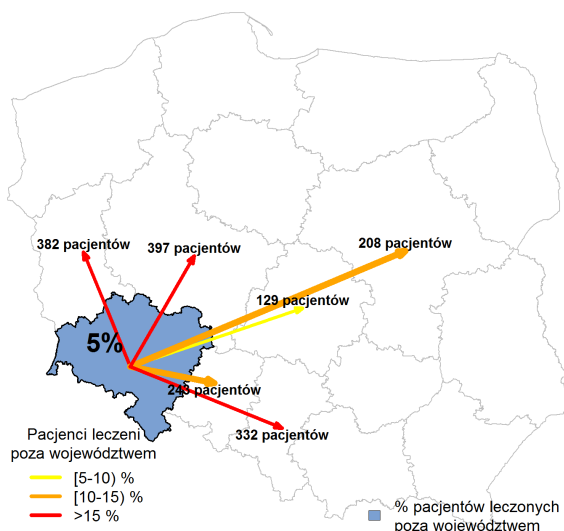 382 pacjentów
397 pacjentów
208 pacjentów
129 pacjentów
5%
243 pacjentów
332 pacjentów
Pacjenci leczeni
poza województwem
[5-10) %
[10-15) %
>15 %
% pacjentów leczonych
poza województwem